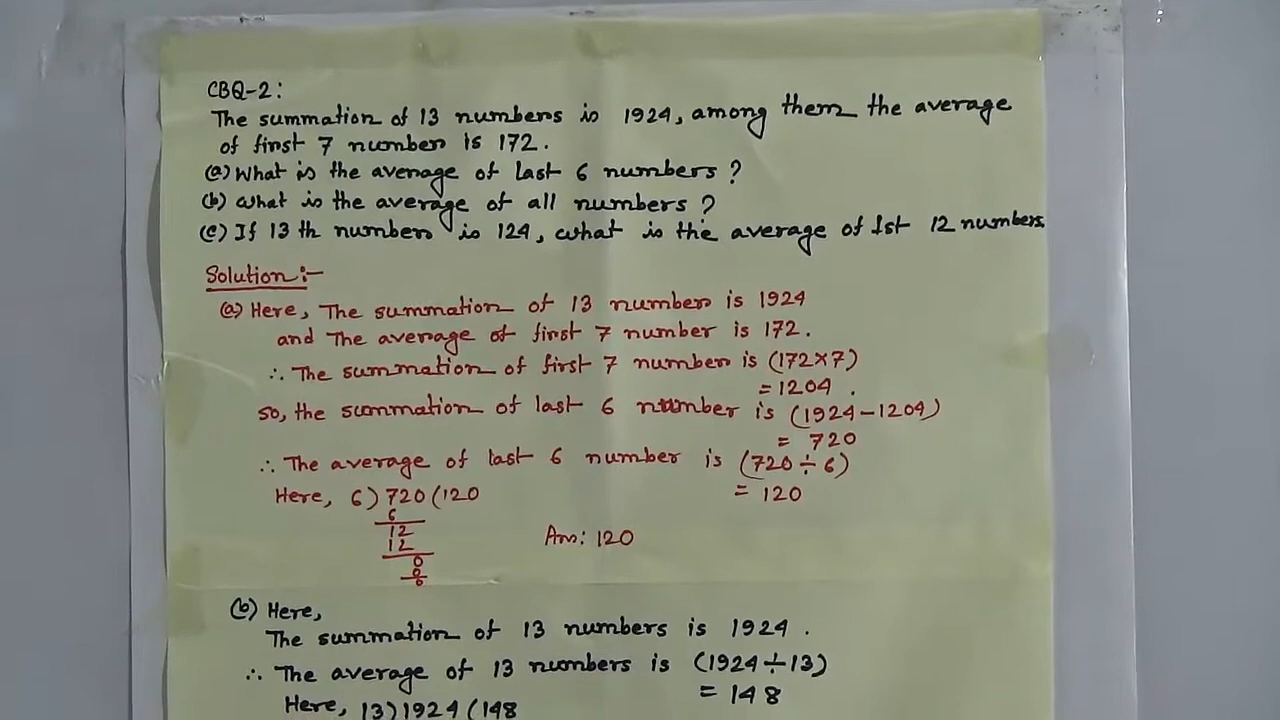 CBQ-2:
The summation of 13 numbers is 1924, among them the average
of first 7 number is 172.
(a) What is the average of last 6 numbers?
(b) What is the average of all numbers?
(c) If 13 th number is 124, what is the average of 1st 12 numbers
Solution:-
(a) Here, The summation of 13 number is 1924
and The average of first 7 number is 172.
∴ The summation of first 7 number is (172×7)
= 1204.
so, the summation of last 6 number is (1924-1204)
= 720
∴ The average of last 6 number is (720÷6)
Here, 6)720(120 = 120
6
12
12
0
0
0
Ans: 120
(b) Here,
The summation of 13 numbers is 1924.
∴ The average of 13 numbers is (1924÷13)
= 148
Here, 13)1924(148